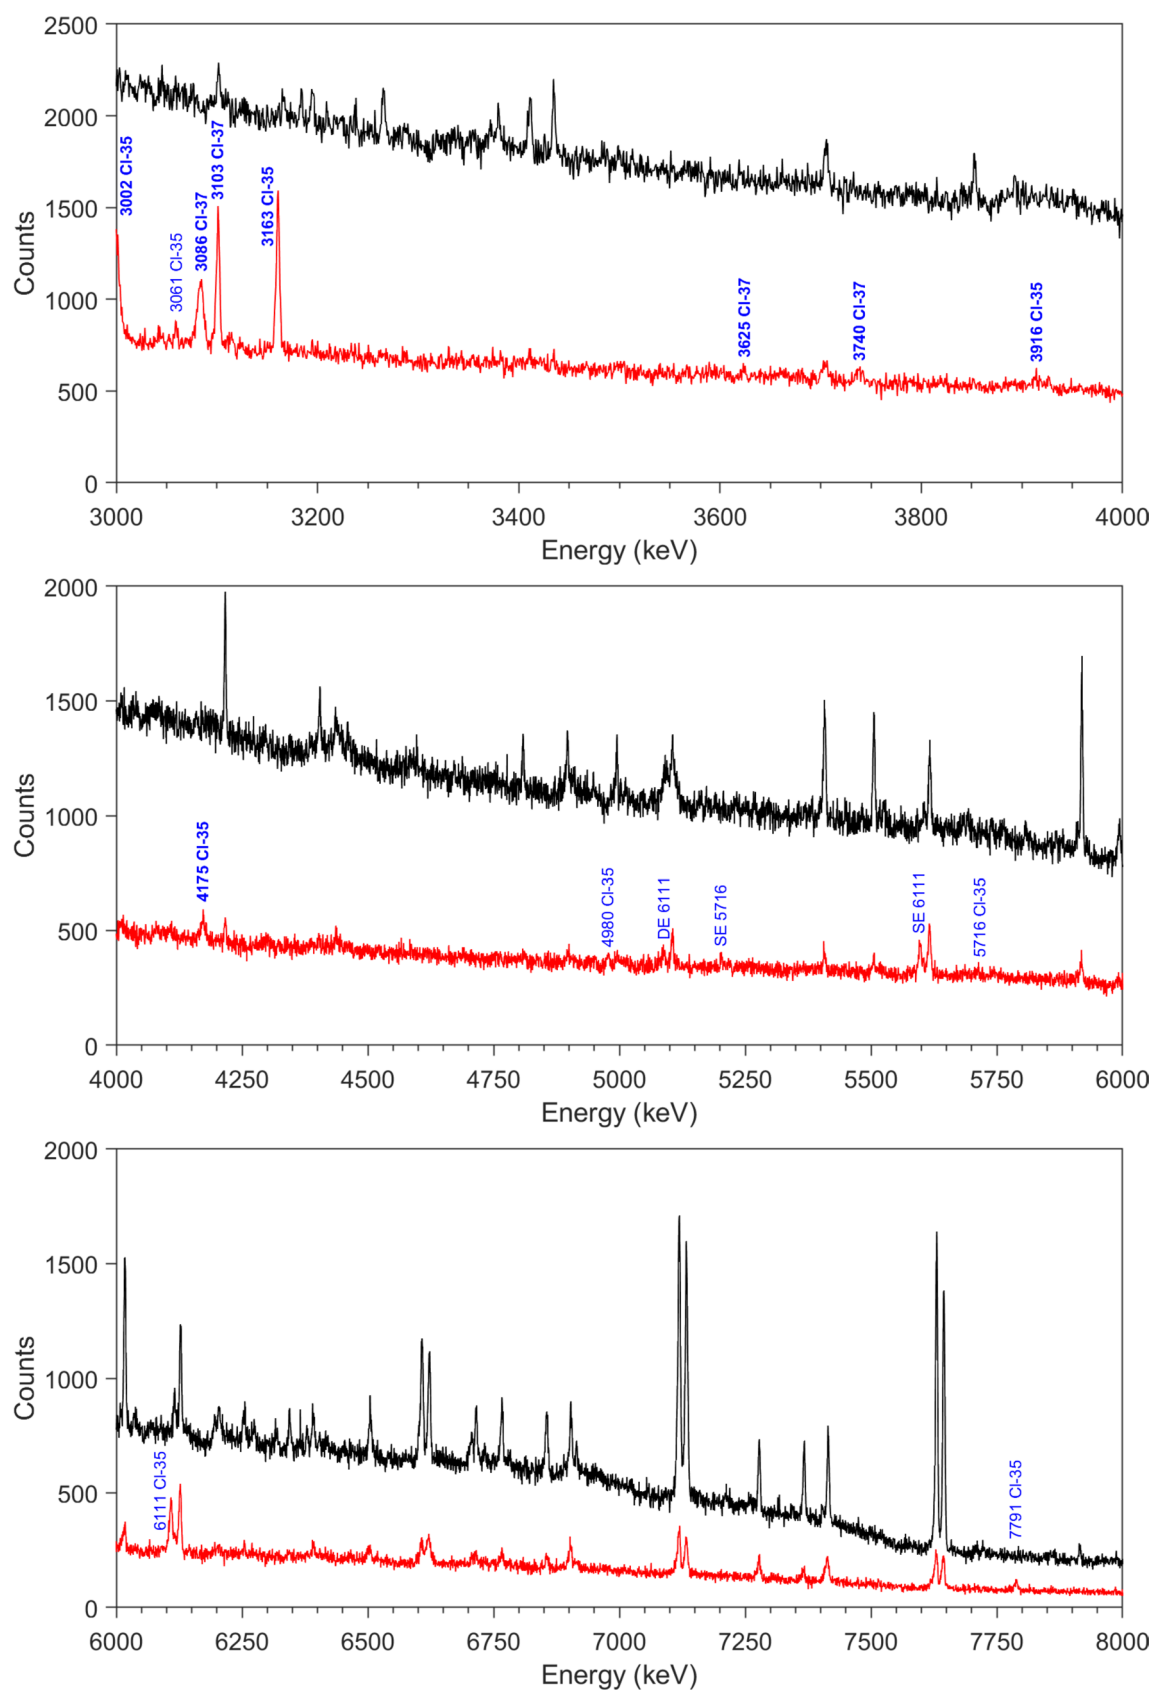 2500
2000
1500
1000
500
0
Counts
3002 Cl-35
3061 Cl-35
3086 Cl-37
3103 Cl-37
3163 Cl-35
3625 Cl-37
3740 Cl-37
3916 Cl-35
3000 3200 3400 3600 3800 4000
Energy (keV)
2000
1500
1000
500
0
Counts
4175 Cl-35
4980 Cl-35
DE 6111
SE 5716
SE 6111
5716 Cl-35
4000 4250 4500 4750 5000 5250 5500 5750 6000
Energy (keV)
2000
1500
1000
500
0
Counts
6111 Cl-35
7791 Cl-35
6000 6250 6500 6750 7000 7250 7500 7750 8000
Energy (keV)